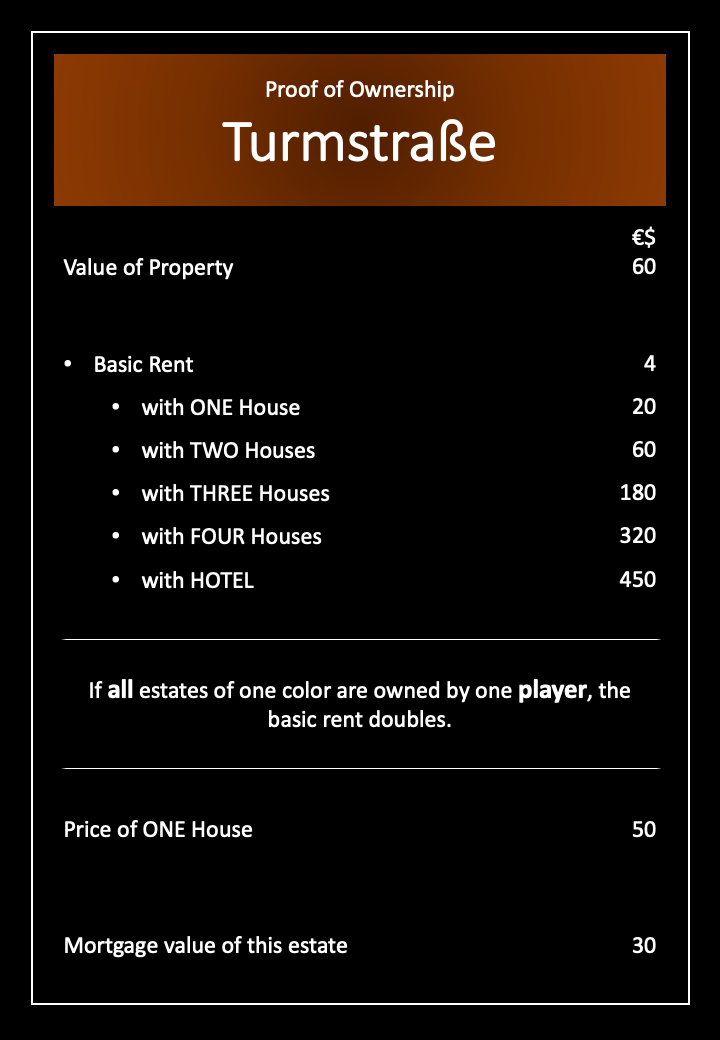 Proof of Ownership
Turmstraße
€$
Value of Property 60
• Basic Rent 4
• with ONE House 20
• with TWO Houses 60
• with THREE Houses 180
• with FOUR Houses 320
• with HOTEL 450
If all estates of one color are owned by one player, the
basic rent doubles.
Price of ONE House 50
Mortgage value of this estate 30